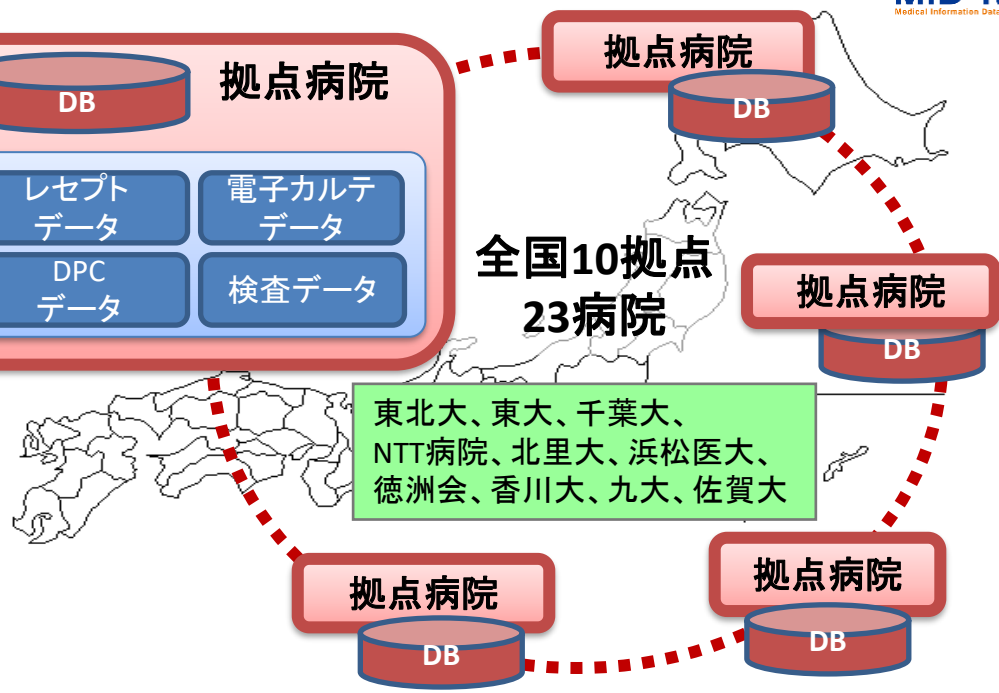 Medical Information Data
拠点病院
DB
拠点病院
DB
レセプト
データ
電子カルテ
データ
DPC
データ
検査データ
全国10拠点
23病院
拠点病院
DB
東北大、東大、千葉大、
NTT病院、北里大、浜松医大、
徳洲会、香川大、九大、佐賀大
拠点病院
DB
拠点病院
DB